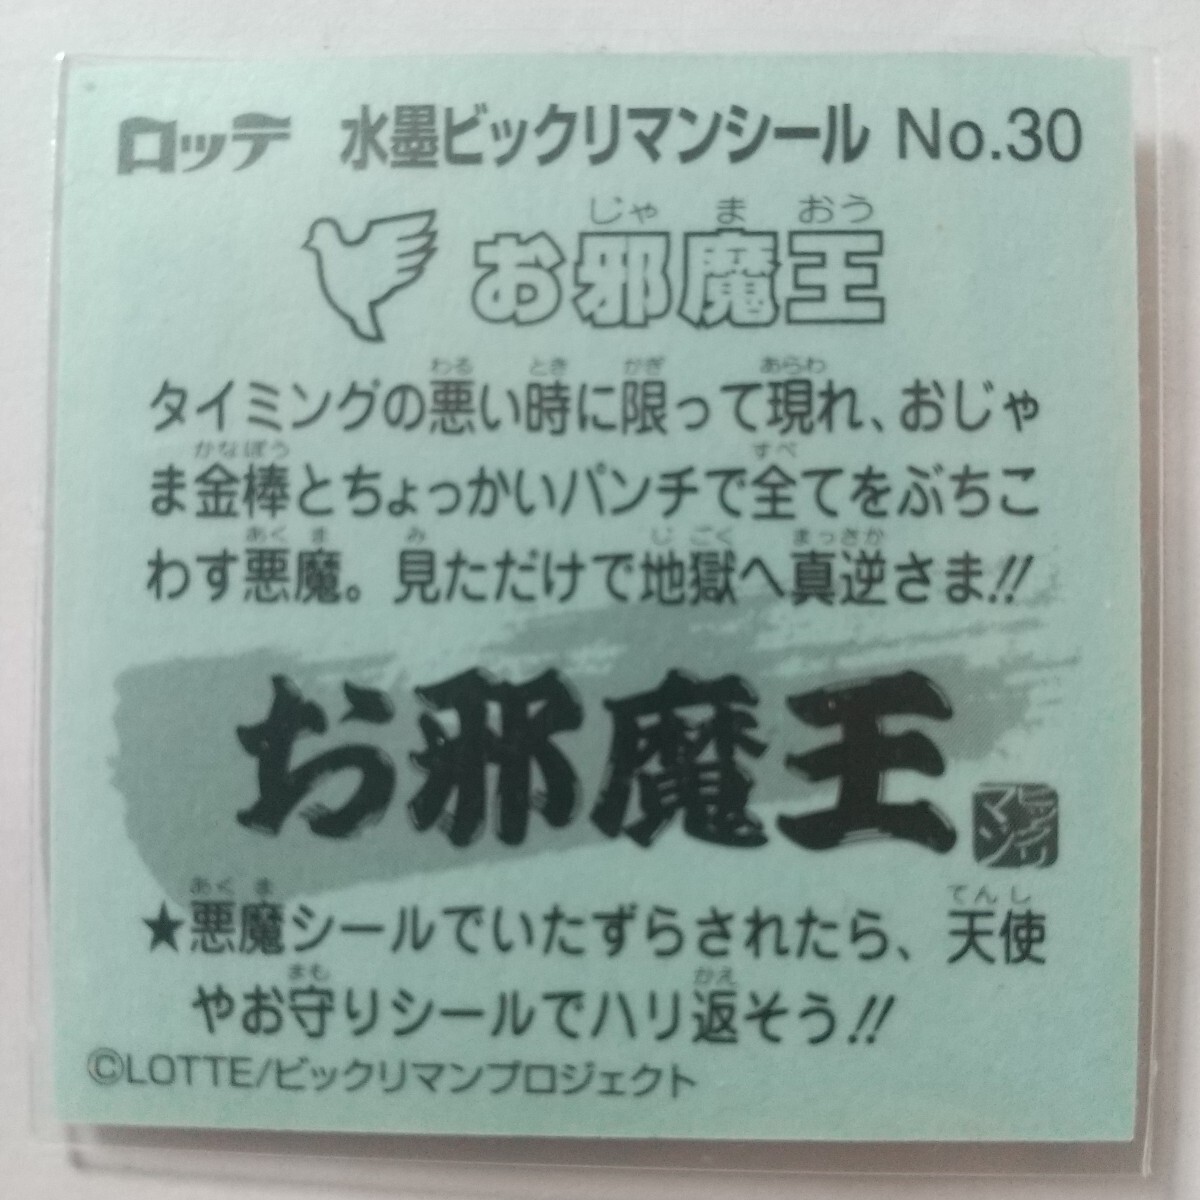 ロッテ 水墨ビックリマンシール No.30
じゃ ま おう
お邪魔王
わる とき かぎ あらわ
タイミングの悪い時に限って現れ、おじゃ
かなぼう すべ
ま金棒とちょっかいパンチで全てをぶちこ
あく ま み じ ごく まっさか
わす悪魔。見ただけで地獄へ真逆さま!!
お邪魔王
ビックリ
マン
あく ま てんし
★悪魔シールでいたずらされたら、天使
まも かえ
やお守りシールでハリ返そう!!
©LOTTE/ビックリマンプロジェクト